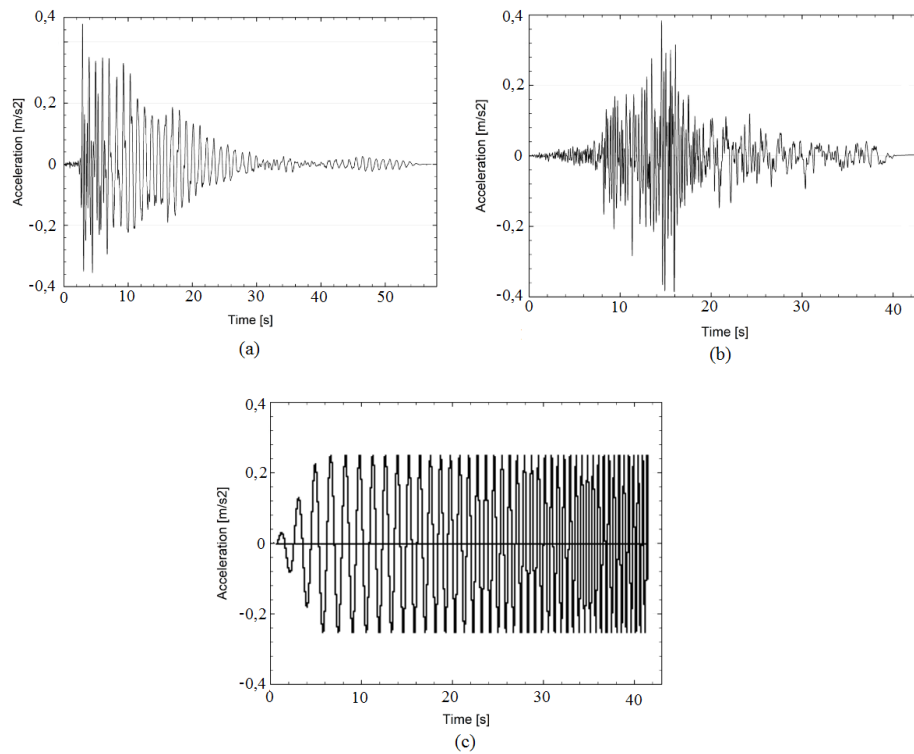 0,4
0,2
0
-0,2
-0,4
Acceleration [m/s2]
0 10 20 30 40 50
Time [s]
(a)
0,4
0,2
0
-0,2
-0,4
Acceleration [m/s2]
0 10 20 30 40
Time [s]
(b)
0,4
0,2
0
-0,2
-0,4
Acceleration [m/s2]
0 10 20 30 40
Time [s]
(c)